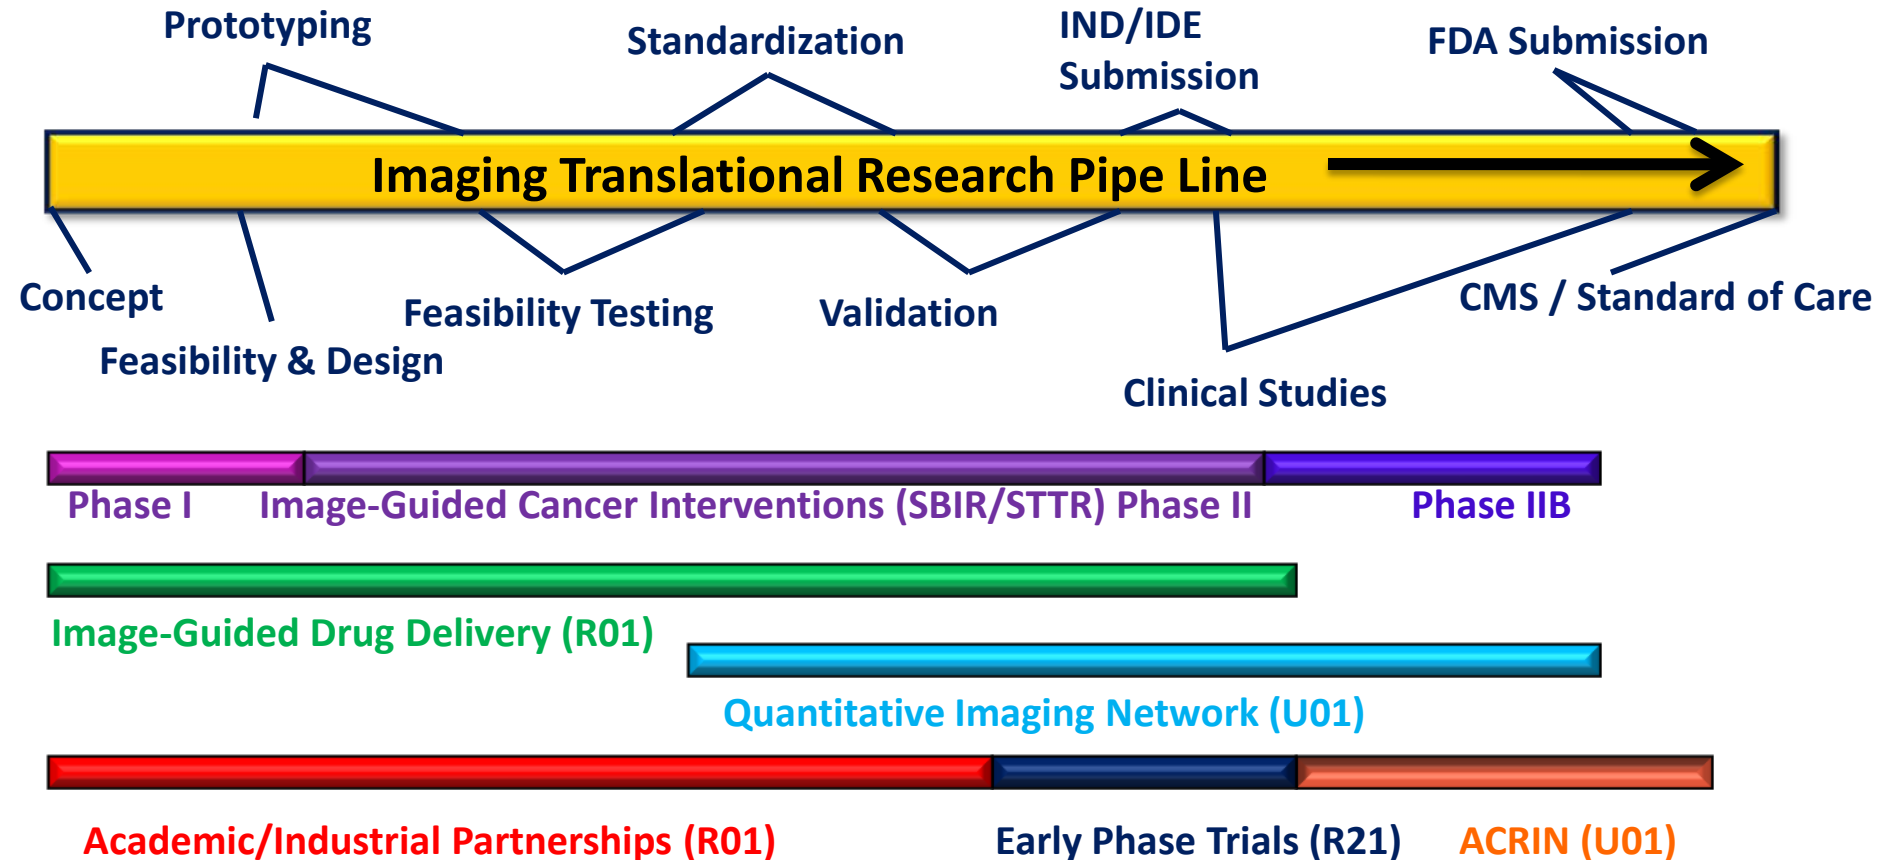 Prototyping
Standardization
IND/IDE
Submission
FDA Submission
Imaging Translational Research Pipe Line
Concept
Feasibility & Design
Feasibility Testing
Validation
Clinical Studies
CMS / Standard of Care
Phase I
Image-Guided Cancer Interventions (SBIR/STTR) Phase II
Phase IIB
Image-Guided Drug Delivery (R01)
Quantitative Imaging Network (U01)
Academic/Industrial Partnerships (R01)
Early Phase Trials (R21)
ACRIN (U01)